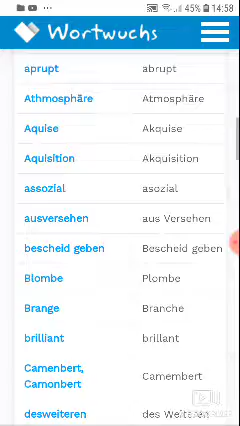 45% 14:58
Wortwuchs
aprupt abrupt
Athmosphäre Atmosphäre
Aquise Akquise
Aquisition Akquisition
assozial asozial
ausversehen aus Versehen
bescheid geben Bescheid geben
Blombe Plombe
Brange Branche
brilliant brillant
Camenbert, Camembert
Camonbert
desweiteren des Weiteren